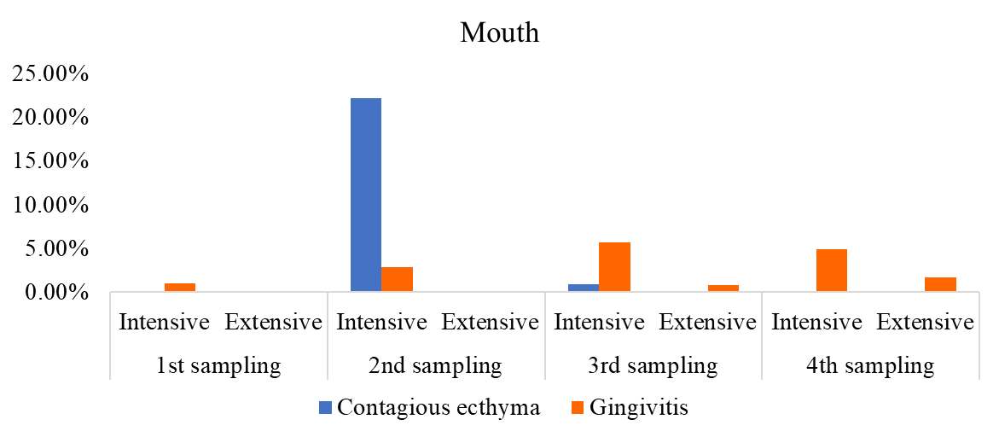 Mouth
25.00%
20.00%
15.00%
10.00%
5.00%
0.00%
Intensive Extensive Intensive Extensive Intensive Extensive Intensive Extensive
1st sampling 2nd sampling 3rd sampling 4th sampling
Contagious ecthyma Gingivitis